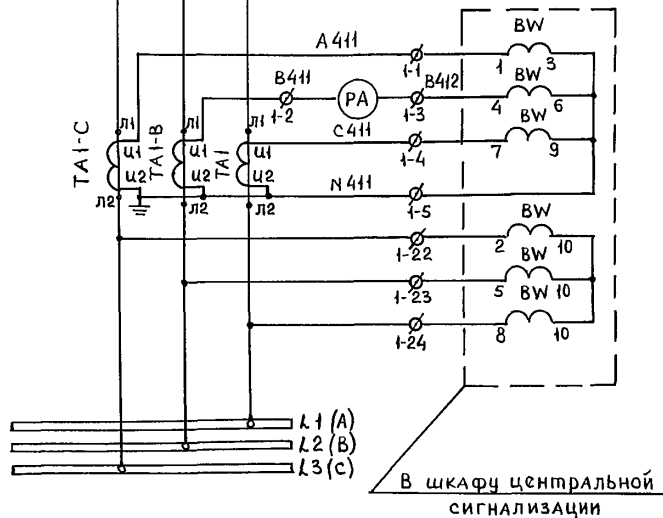 BW
A411
1-1
1
3
B411
1-2
PA
B412
1-3
BW
4
6
C411
1-4
BW
7
9
TA1-C
Л1
И1
И2
Л2
TA1-B
Л1
И1
И2
Л2
TA1
Л1
И1
И2
Л2
N411
1-5
BW
1-22
2
10
BW
1-23
5
10
BW
1-24
8
10
L1(A)
L2(B)
L3(C)
В шкафу центральной
сигнализации